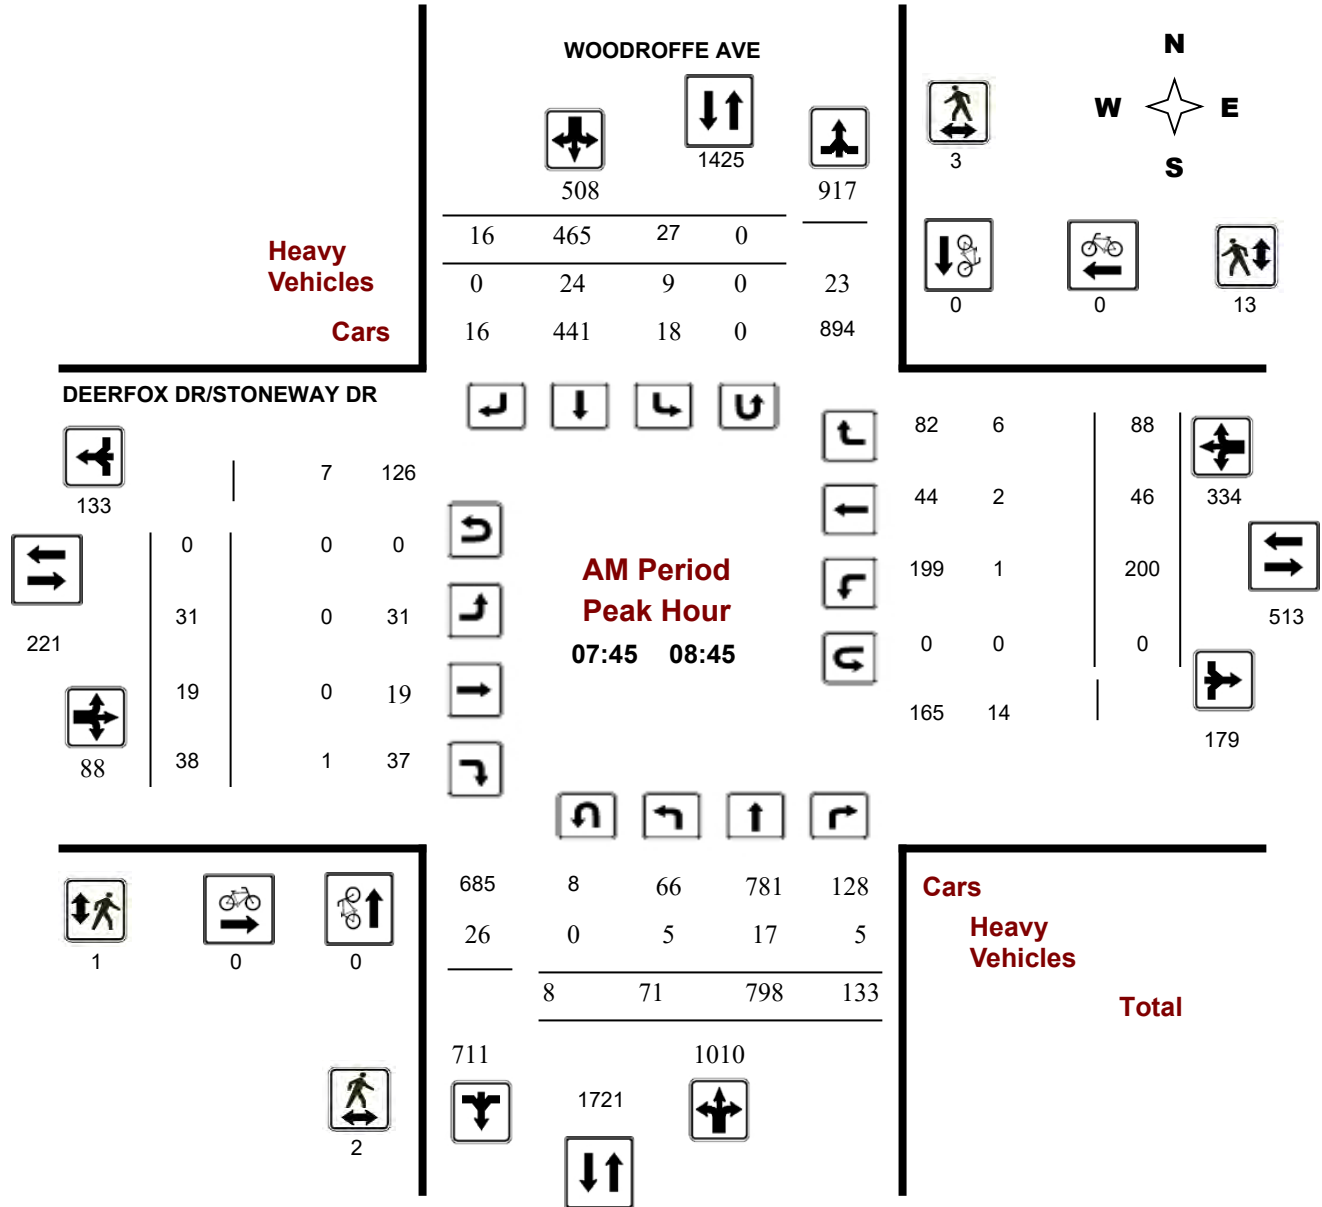 WOODROFFE AVE
N
W E
S
1425
3
508 917
16 465 27 0
Heavy
Vehicles
0 24 9 0 23
0 0 13
Cars
16 441 18 0 894
DEERFOX DR/STONEWAY DR
82 6 88
7 126
133
44 2 46 334
0 0 0
AM Period
199 1 200
Peak Hour
31 0 31
513
221
07:45 08:45
0 0 0
19 0 19
165 14
179
88
38 1 37
685 8 66 781 128
Cars
26 0 5 17 5
Heavy
Vehicles
1 0 0
8 71 798 133
Total
711 1010
1721
2